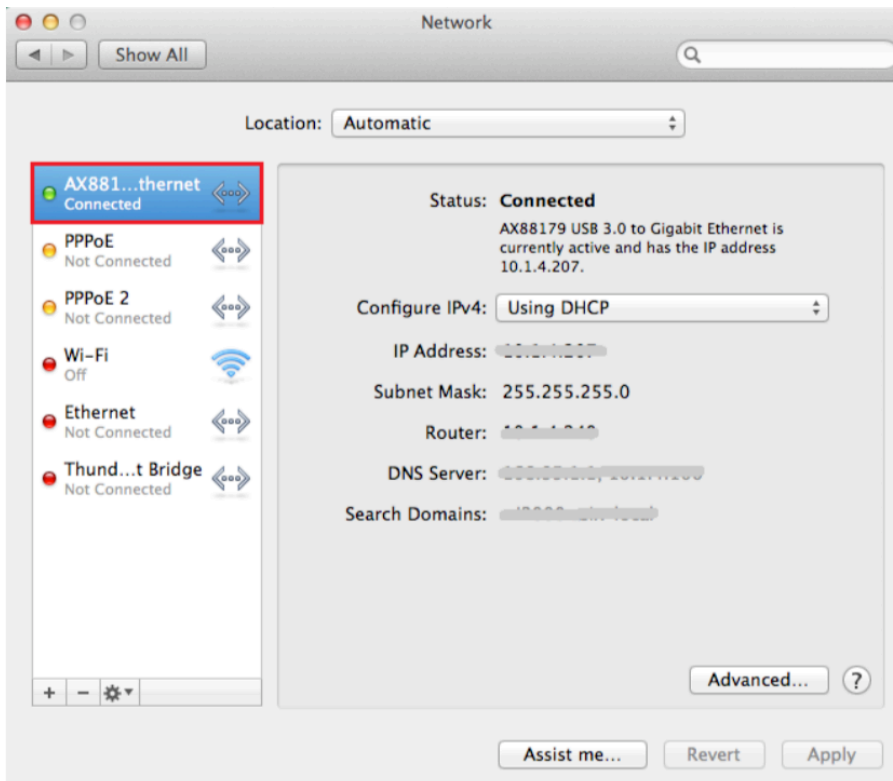 Network
Show All
Location: Automatic
AX881...thernet
Connected
PPPoE
Not Connected
PPPoE 2
Not Connected
Wi-Fi
Off
Ethernet
Not Connected
Thund...t Bridge
Not Connected
Status: Connected
AX88179 USB 3.0 to Gigabit Ethernet is
currently active and has the IP address
10.1.4.207.
Configure IPv4: Using DHCP
IP Address:
Subnet Mask: 255.255.255.0
Router:
DNS Server:
Search Domains:
+ −
Advanced... ?
Assist me... Revert Apply